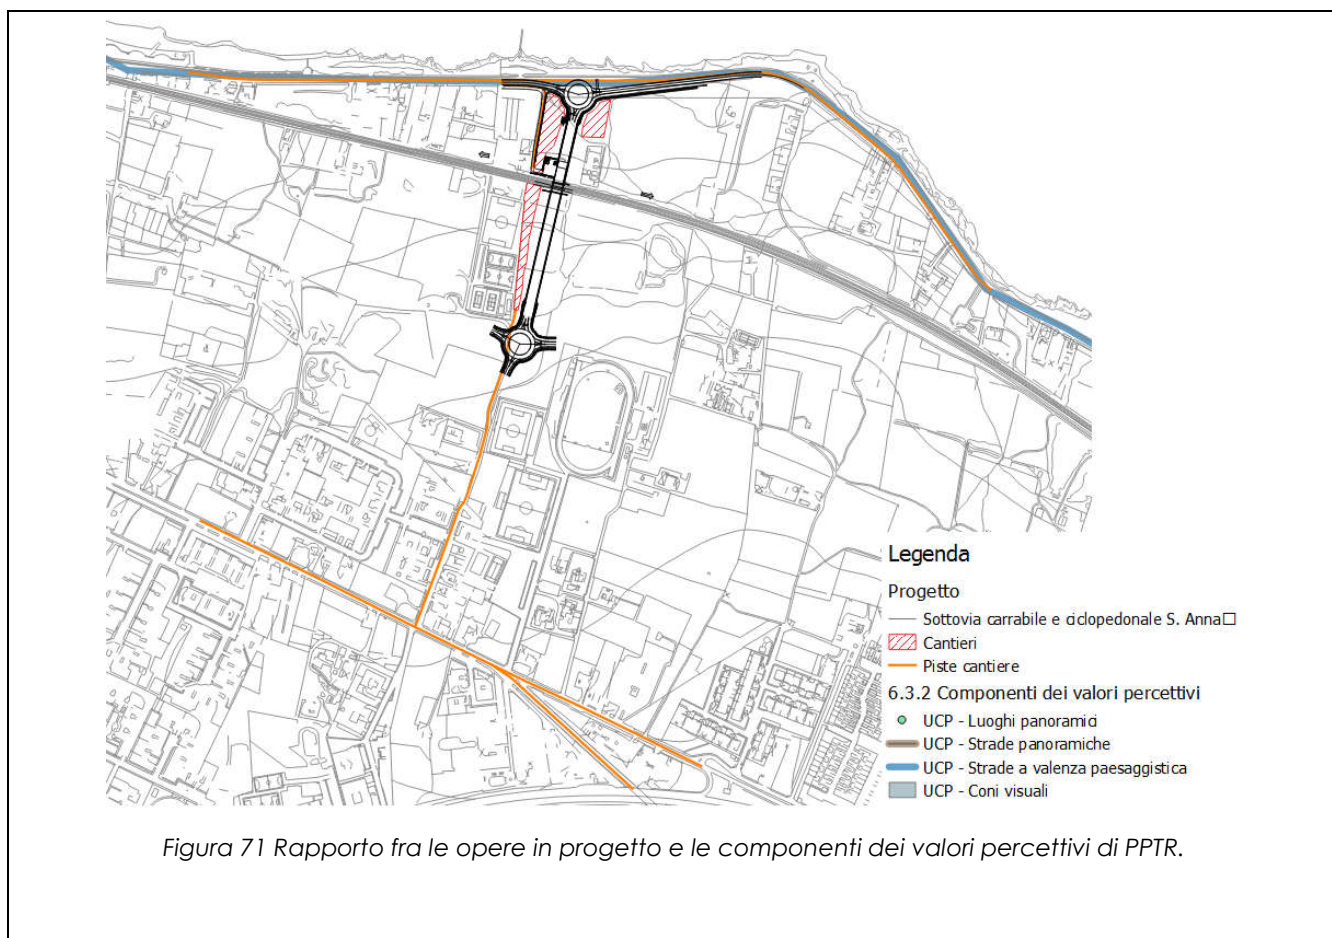 Legenda
Progetto
Sottovia carrabile e ciclopedonale S. Anna□
Cantieri
Piste cantiere
6.3.2 Componenti dei valori percettivi
UCP - Luoghi panoramici
UCP - Strade panoramiche
UCP - Strade a valenza paesaggistica
UCP - Coni visuali
Figura 71 Rapporto fra le opere in progetto e le componenti dei valori percettivi di PPTR.